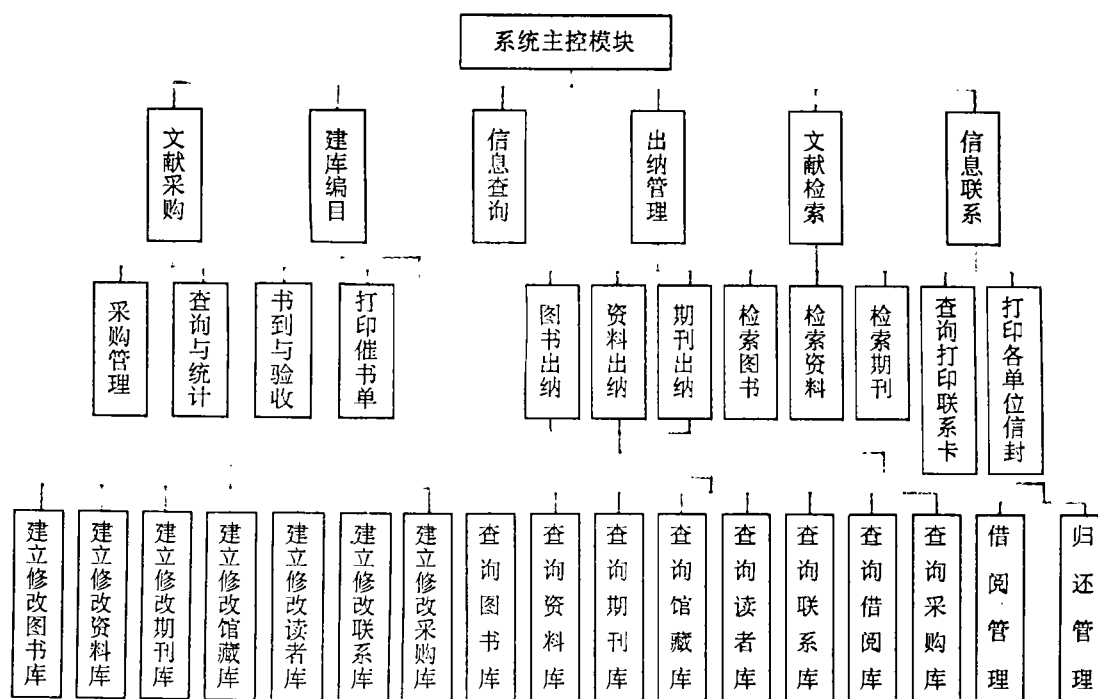 系统主控模块
文献采购
建库编目
信息查询
出纳管理
文献检索
信息联系
采购管理
查询与统计
书到与验收
打印催书单
图书出纳
资料出纳
期刊出纳
检索图书
检索资料
检索期刊
查询打印联系卡
打印各单位信封
建立修改图书库
建立修改资料库
建立修改期刊库
建立修改馆藏库
建立修改读者库
建立修改联系库
建立修改采购库
查询图书库
查询资料库
查询期刊库
查询馆藏库
查询读者库
查询联系库
查询借阅库
查询采购库
借阅管理
归还管理